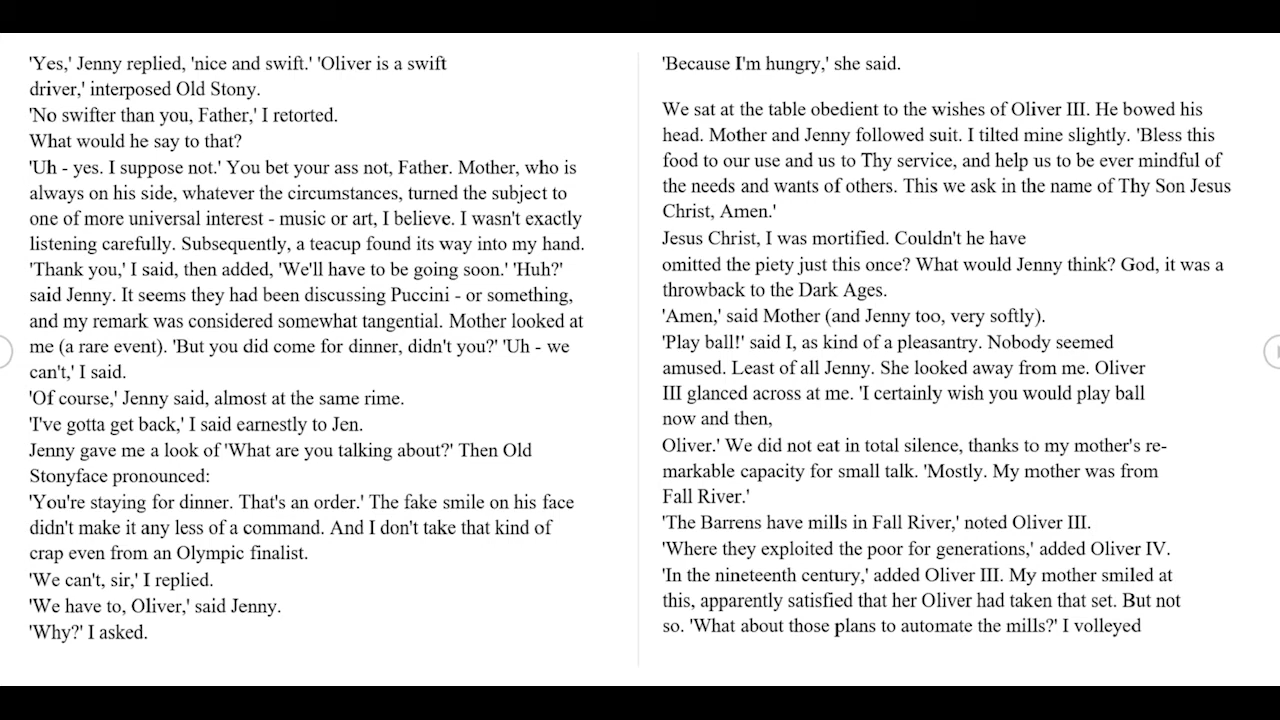 'Yes,' Jenny replied, 'nice and swift.' 'Oliver is a swift
driver,' interposed Old Stony.
'No swifter than you, Father,' I retorted.
What would he say to that?
'Uh - yes. I suppose not.' You bet your ass not, Father. Mother, who is
always on his side, whatever the circumstances, turned the subject to
one of more universal interest - music or art, I believe. I wasn't exactly
listening carefully. Subsequently, a teacup found its way into my hand.
'Thank you,' I said, then added, 'We'll have to be going soon.' 'Huh?'
said Jenny. It seems they had been discussing Puccini - or something,
and my remark was considered somewhat tangential. Mother looked at
me (a rare event). 'But you did come for dinner, didn't you?' 'Uh - we
can't,' I said.
'Of course,' Jenny said, almost at the same rime.
'I've gotta get back,' I said earnestly to Jen.
Jenny gave me a look of 'What are you talking about?' Then Old
Stonyface pronounced:
'You're staying for dinner. That's an order.' The fake smile on his face
didn't make it any less of a command. And I don't take that kind of
crap even from an Olympic finalist.
'We can't, sir,' I replied.
'We have to, Oliver,' said Jenny.
'Why?' I asked.
'Because I'm hungry,' she said.
We sat at the table obedient to the wishes of Oliver III. He bowed his
head. Mother and Jenny followed suit. I tilted mine slightly. 'Bless this
food to our use and us to Thy service, and help us to be ever mindful of
the needs and wants of others. This we ask in the name of Thy Son Jesus
Christ, Amen.'
Jesus Christ, I was mortified. Couldn't he have
omitted the piety just this once? What would Jenny think? God, it was a
throwback to the Dark Ages.
'Amen,' said Mother (and Jenny too, very softly).
'Play ball!' said I, as kind of a pleasantry. Nobody seemed
amused. Least of all Jenny. She looked away from me. Oliver
III glanced across at me. 'I certainly wish you would play ball
now and then,
Oliver.' We did not eat in total silence, thanks to my mother's re-
markable capacity for small talk. 'Mostly. My mother was from
Fall River.'
'The Barrens have mills in Fall River,' noted Oliver III.
'Where they exploited the poor for generations,' added Oliver IV.
'In the nineteenth century,' added Oliver III. My mother smiled at
this, apparently satisfied that her Oliver had taken that set. But not
so. 'What about those plans to automate the mills?' I volleyed